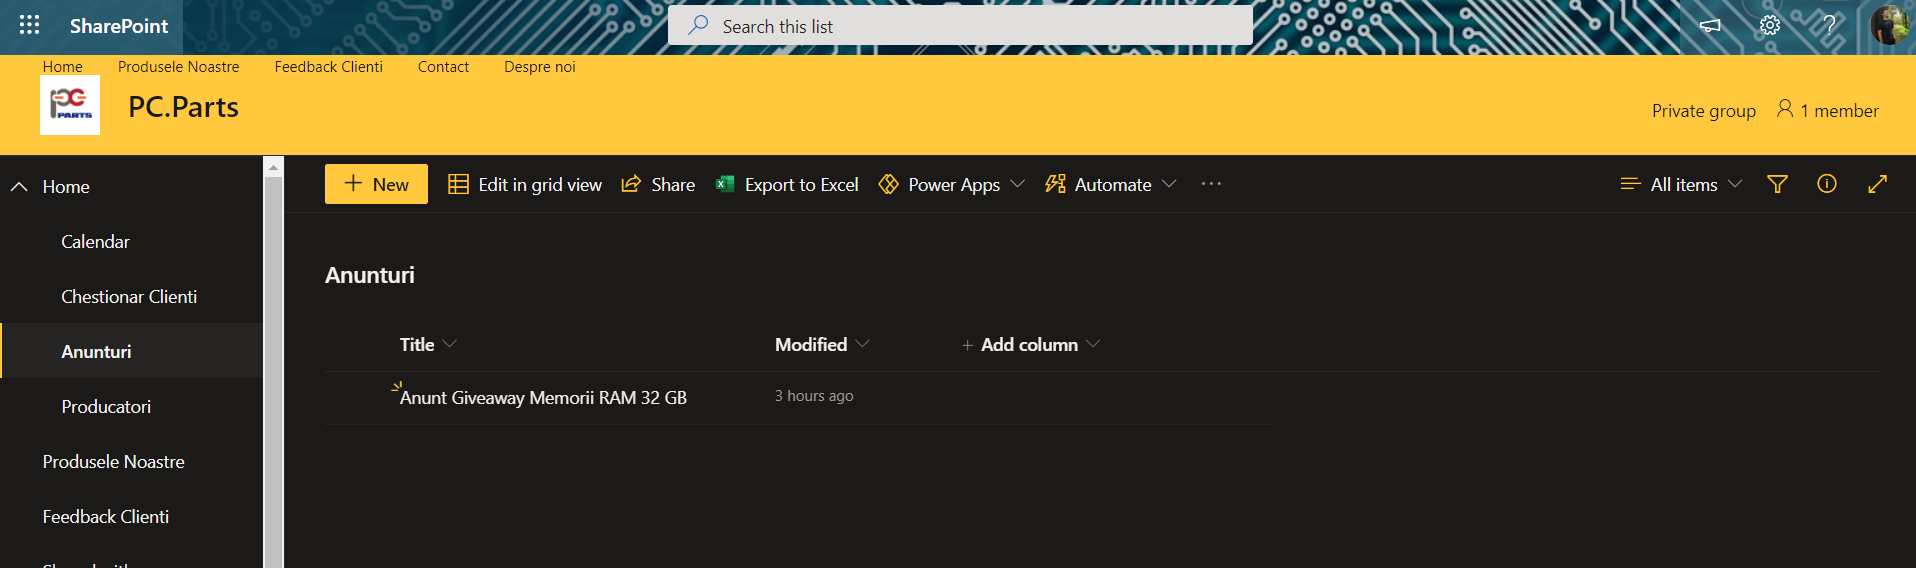 SharePoint
Search this list
Home Produsele Noastre Feedback Clienti Contact Despre noi
PC PARTS
PC.Parts
Private group 1 member
Home
Calendar
Chestionar Clienti
Anunturi
Producatori
Produsele Noastre
Feedback Clienti
+ New Edit in grid view Share Export to Excel Power Apps Automate ... All items
Anunturi
Title Modified + Add column
Anunt Giveaway Memorii RAM 32 GB 3 hours ago